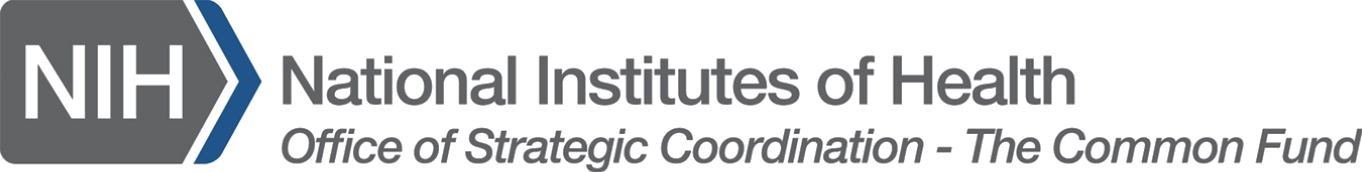 NIH
National Institutes of Health
Office of Strategic Coordination - The Common Fund